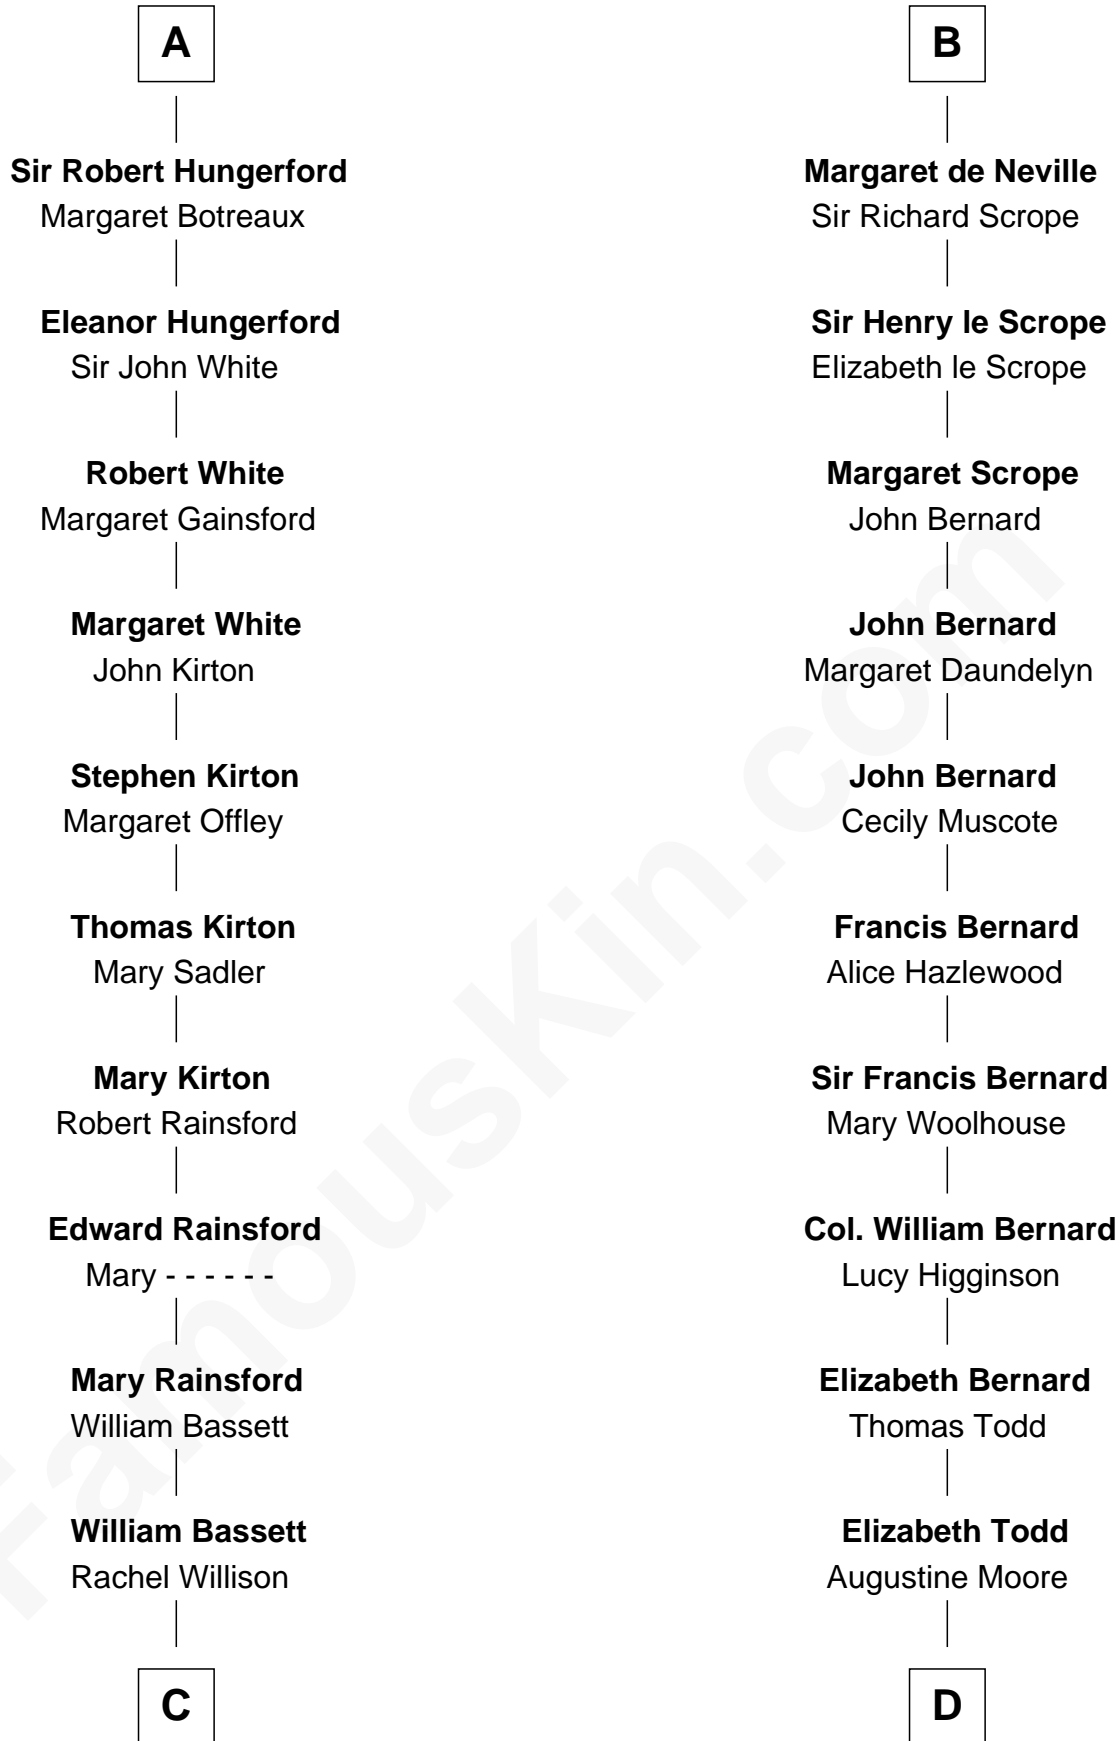 A
Sir Robert Hungerford
Margaret Botreaux
Eleanor Hungerford
Sir John White
Robert White
Margaret Gainsford
Margaret White
John Kirton
Stephen Kirton
Margaret Offley
Thomas Kirton
Mary Sadler
Mary Kirton
Robert Rainsford
Edward Rainsford
Mary - - - - - -
Mary Rainsford
William Bassett
William Bassett
Rachel Willison
C
B
Margaret de Neville
Sir Richard Scrope
Sir Henry le Scrope
Elizabeth le Scrope
Margaret Scrope
John Bernard
John Bernard
Margaret Daundelyn
John Bernard
Cecily Muscote
Francis Bernard
Alice Hazlewood
Sir Francis Bernard
Mary Woolhouse
Col. William Bernard
Lucy Higginson
Elizabeth Bernard
Thomas Todd
Elizabeth Todd
Augustine Moore
D
FamousKin.com